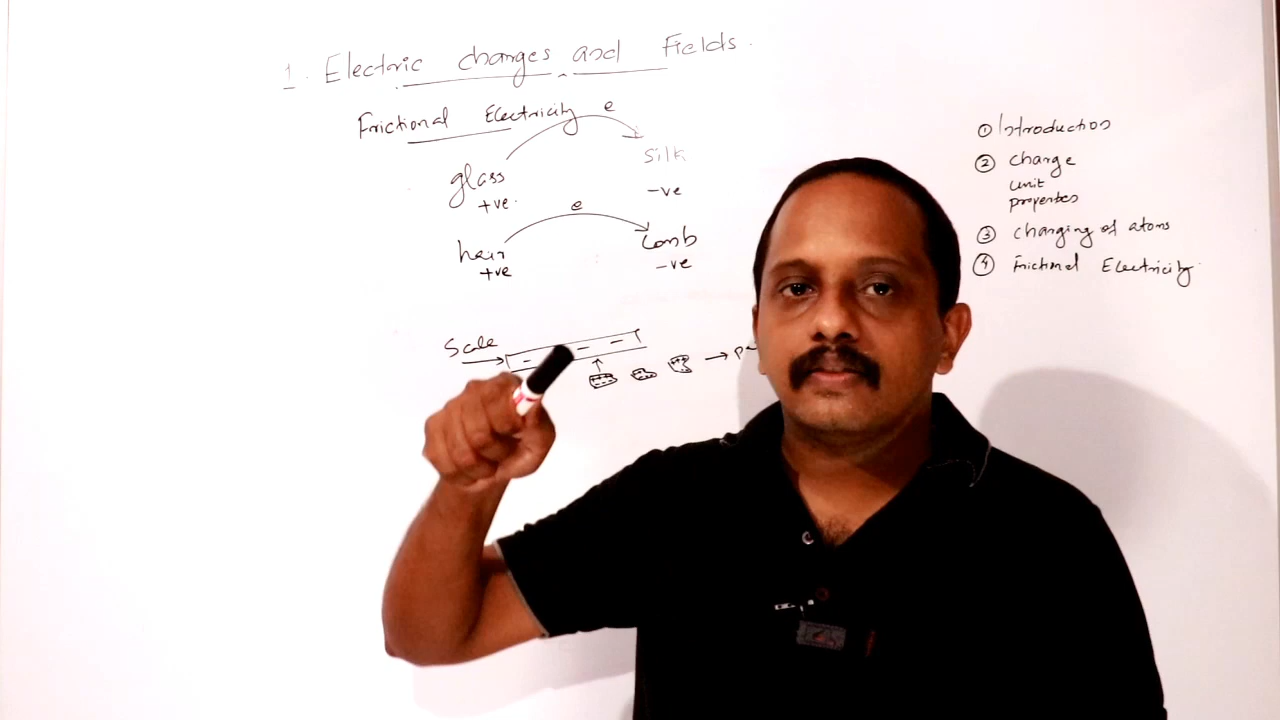 1. Electric charges and Fields.
Frictional Electricity
e
glass
+ve.
Silk
-ve
e
hair
+ve
Comb
-ve
Scale
① Introduction
② charge
unit
properties
③ Charging of atoms
④ Frictional Electricity.